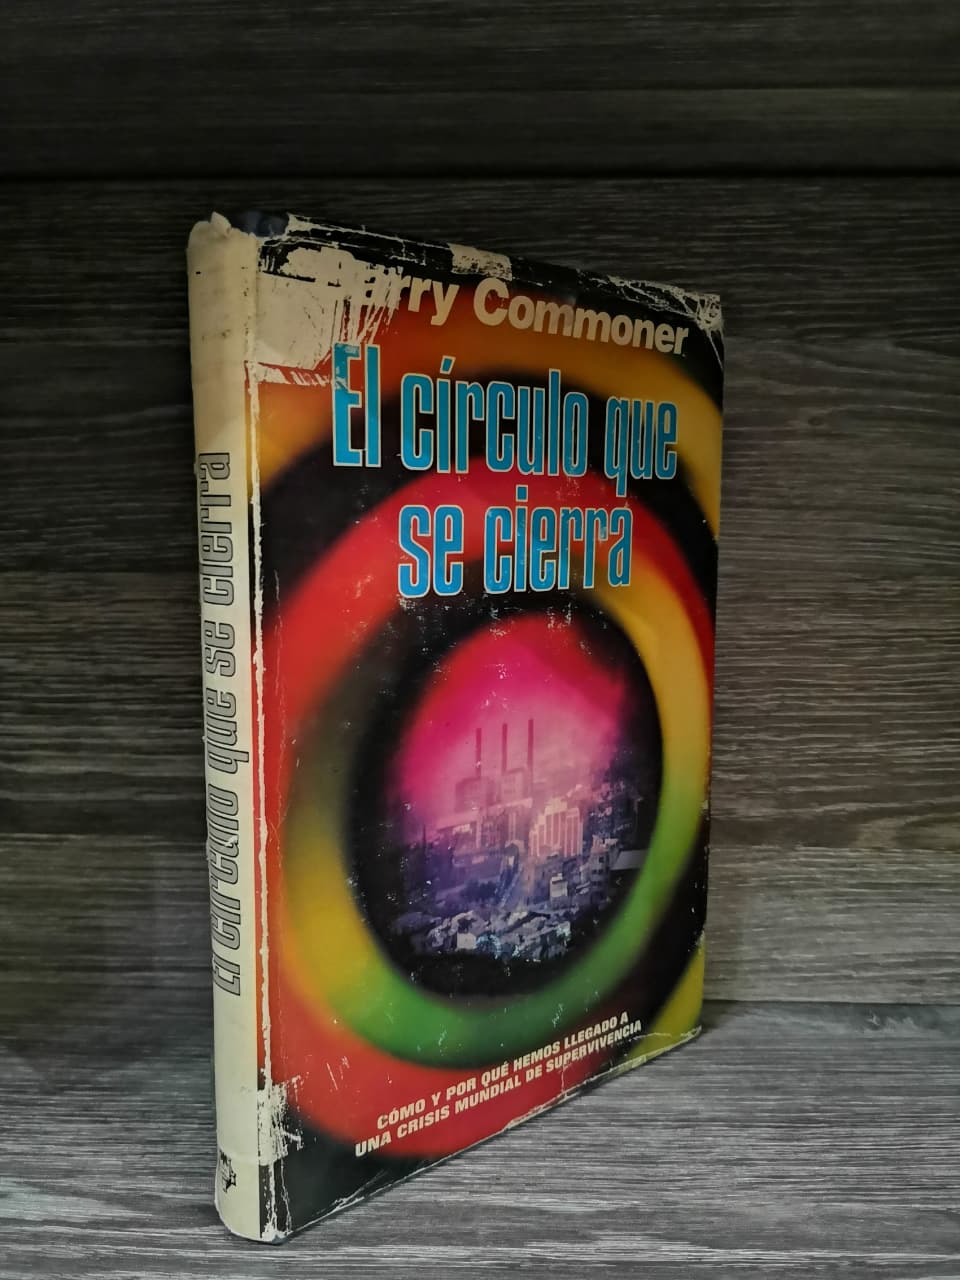 Barry Commoner
El círculo que
se cierra
CÓMO Y POR QUÉ HEMOS LLEGADO A
UNA CRISIS MUNDIAL DE SUPERVIVENCIA
El círculo que se cierra